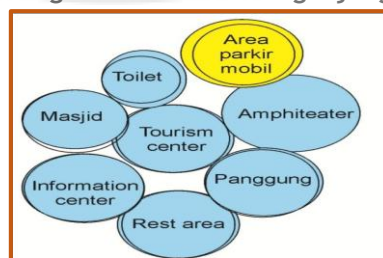 Area
parkir
mobil
Toilet
Masjid
Amphiteater
Tourism
center
Information
center
Panggung
Rest area